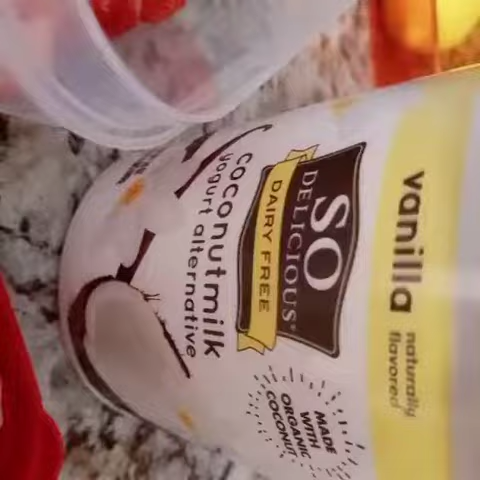 vanilla
naturally
flavored
SO
DELICIOUS®
DAIRY FREE
coconutmilk
yogurt alternative
MADE
WITH
ORGANIC
COCONUT